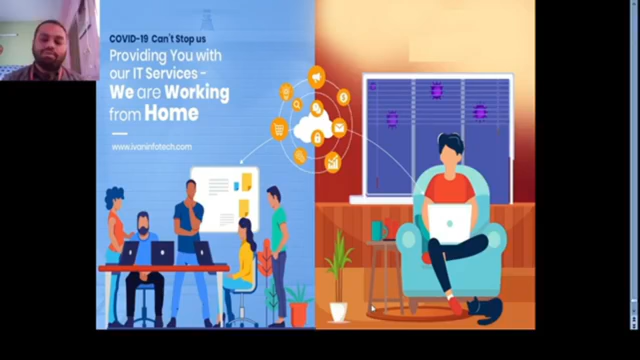 COVID-19 Can't Stop us
Providing You with
our IT Services -
We are Working
from Home
www.ivaninfotech.com